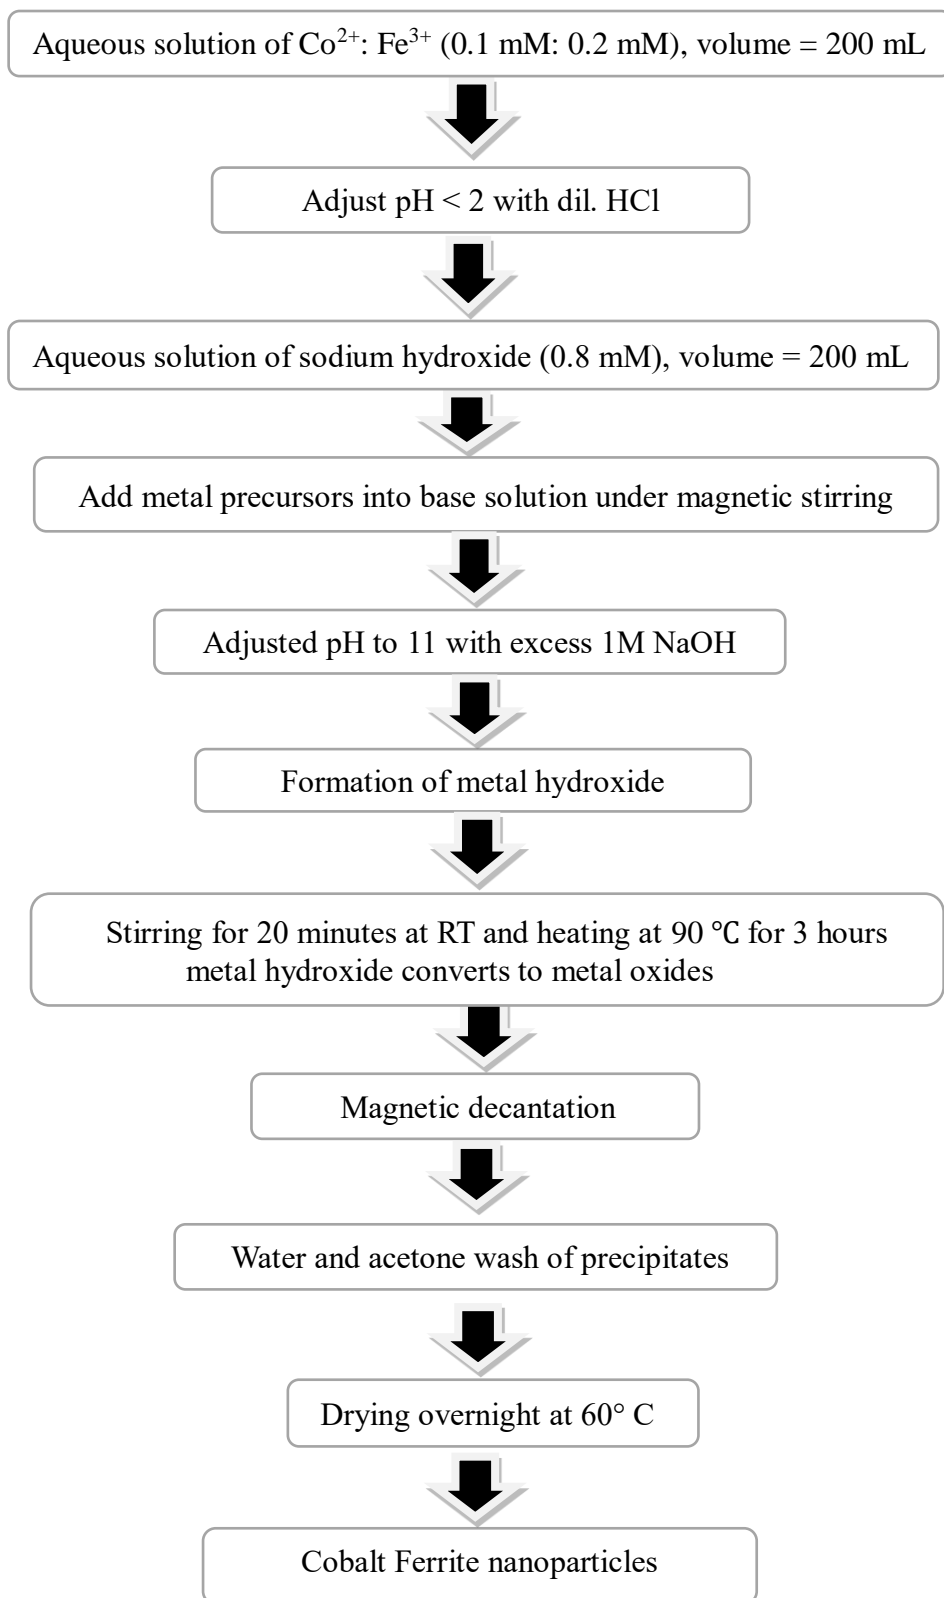 Aqueous solution of Co²⁺: Fe³⁺ (0.1 mM: 0.2 mM), volume = 200 mL
Adjust pH < 2 with dil. HCl
Aqueous solution of sodium hydroxide (0.8 mM), volume = 200 mL
Add metal precursors into base solution under magnetic stirring
Adjusted pH to 11 with excess 1M NaOH
Formation of metal hydroxide
Stirring for 20 minutes at RT and heating at 90 ℃ for 3 hours
metal hydroxide converts to metal oxides
Magnetic decantation
Water and acetone wash of precipitates
Drying overnight at 60° C
Cobalt Ferrite nanoparticles